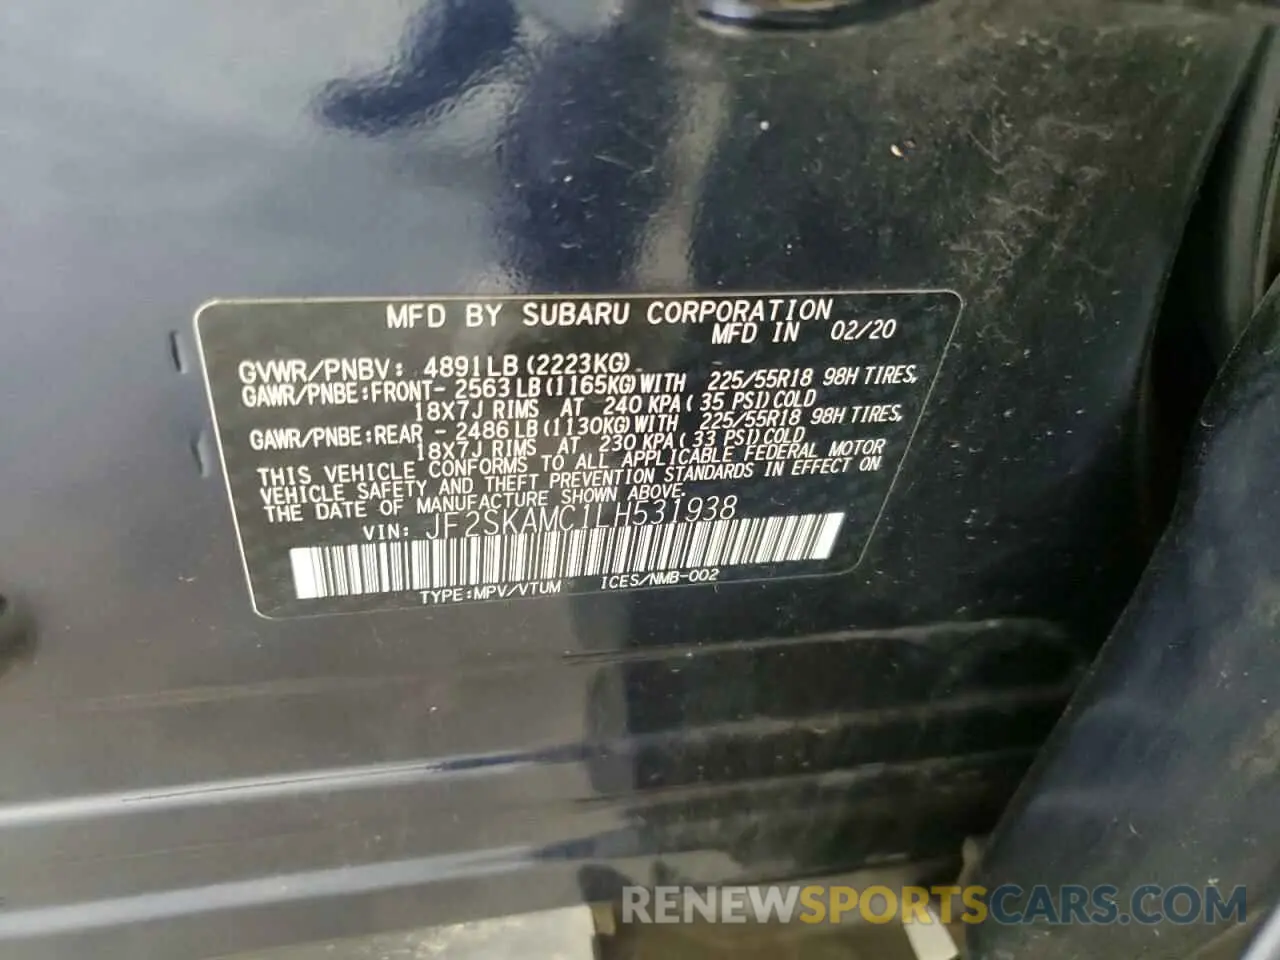 MFD BY SUBARU CORPORATION
MFD IN 02/20
GVWR/PNBV: 4891LB (2223KG)
GAWR/PNBE:FRONT- 2563LB (1165KG) WITH 225/55R18 98H TIRES,
18X7J RIMS AT 240 KPA (35 PSI) COLD
GAWR/PNBE:REAR - 2486LB (1130KG) WITH 225/55R18 98H TIRES,
18X7J RIMS AT 230 KPA (33 PSI) COLD
THIS VEHICLE CONFORMS TO ALL APPLICABLE FEDERAL MOTOR
VEHICLE SAFETY AND THEFT PREVENTION STANDARDS IN EFFECT ON
THE DATE OF MANUFACTURE SHOWN ABOVE.
VIN: JF2SKAMC1LH531938
TYPE:MPV/VTUM ICES/NMB-002
RENEWSPORTSCARS.COM